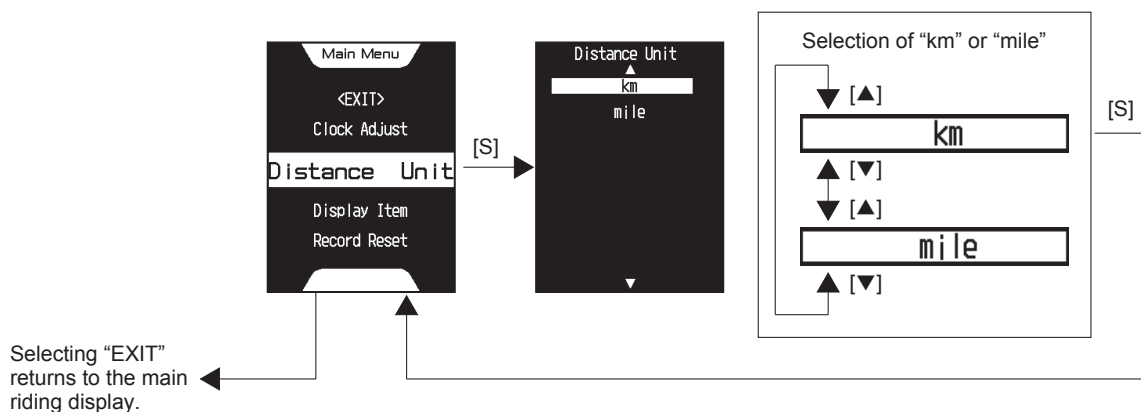 Main Menu
<EXIT>
Clock Adjust
Distance Unit
Display Item
Record Reset
[S]
Distance Unit
▲
km
mile
▼
Selection of “km” or “mile”
[▲]
km
[▼]
[▲]
mile
[▼]
[S]
Selecting “EXIT”
returns to the main
riding display.